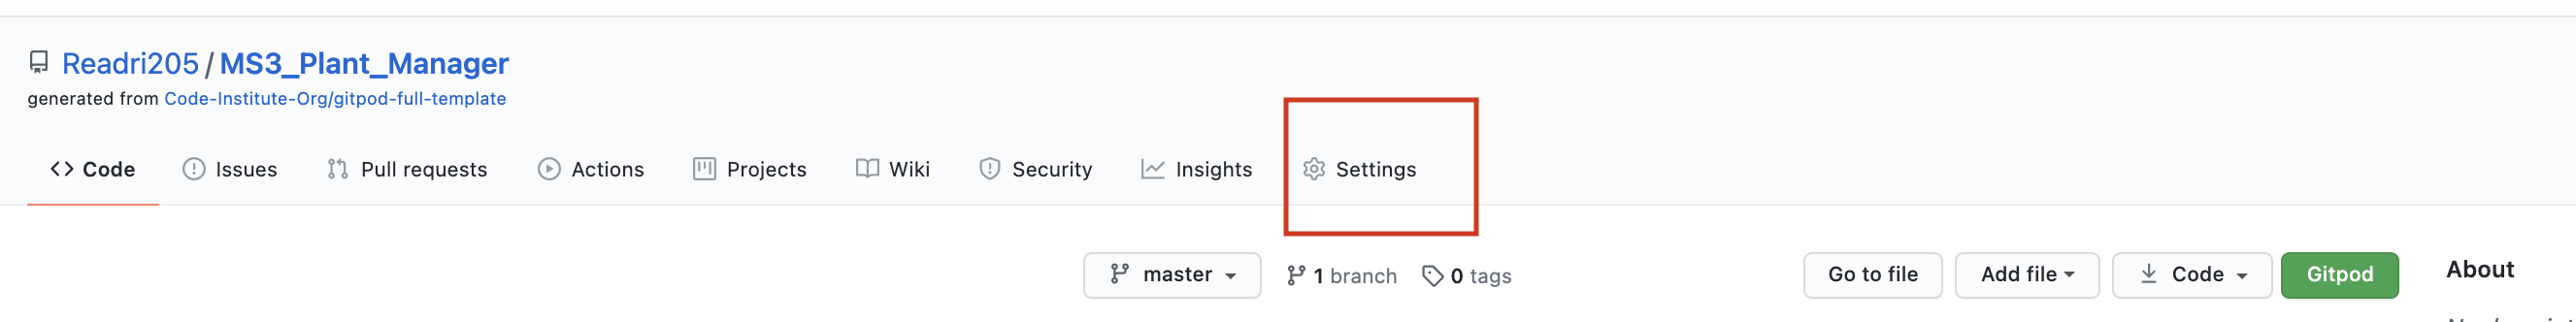 Readri205 / MS3_Plant_Manager
generated from Code-Institute-Org/gitpod-full-template
Code Issues Pull requests Actions Projects Wiki Security Insights Settings
master 1 branch 0 tags Go to file Add file Code Gitpod About